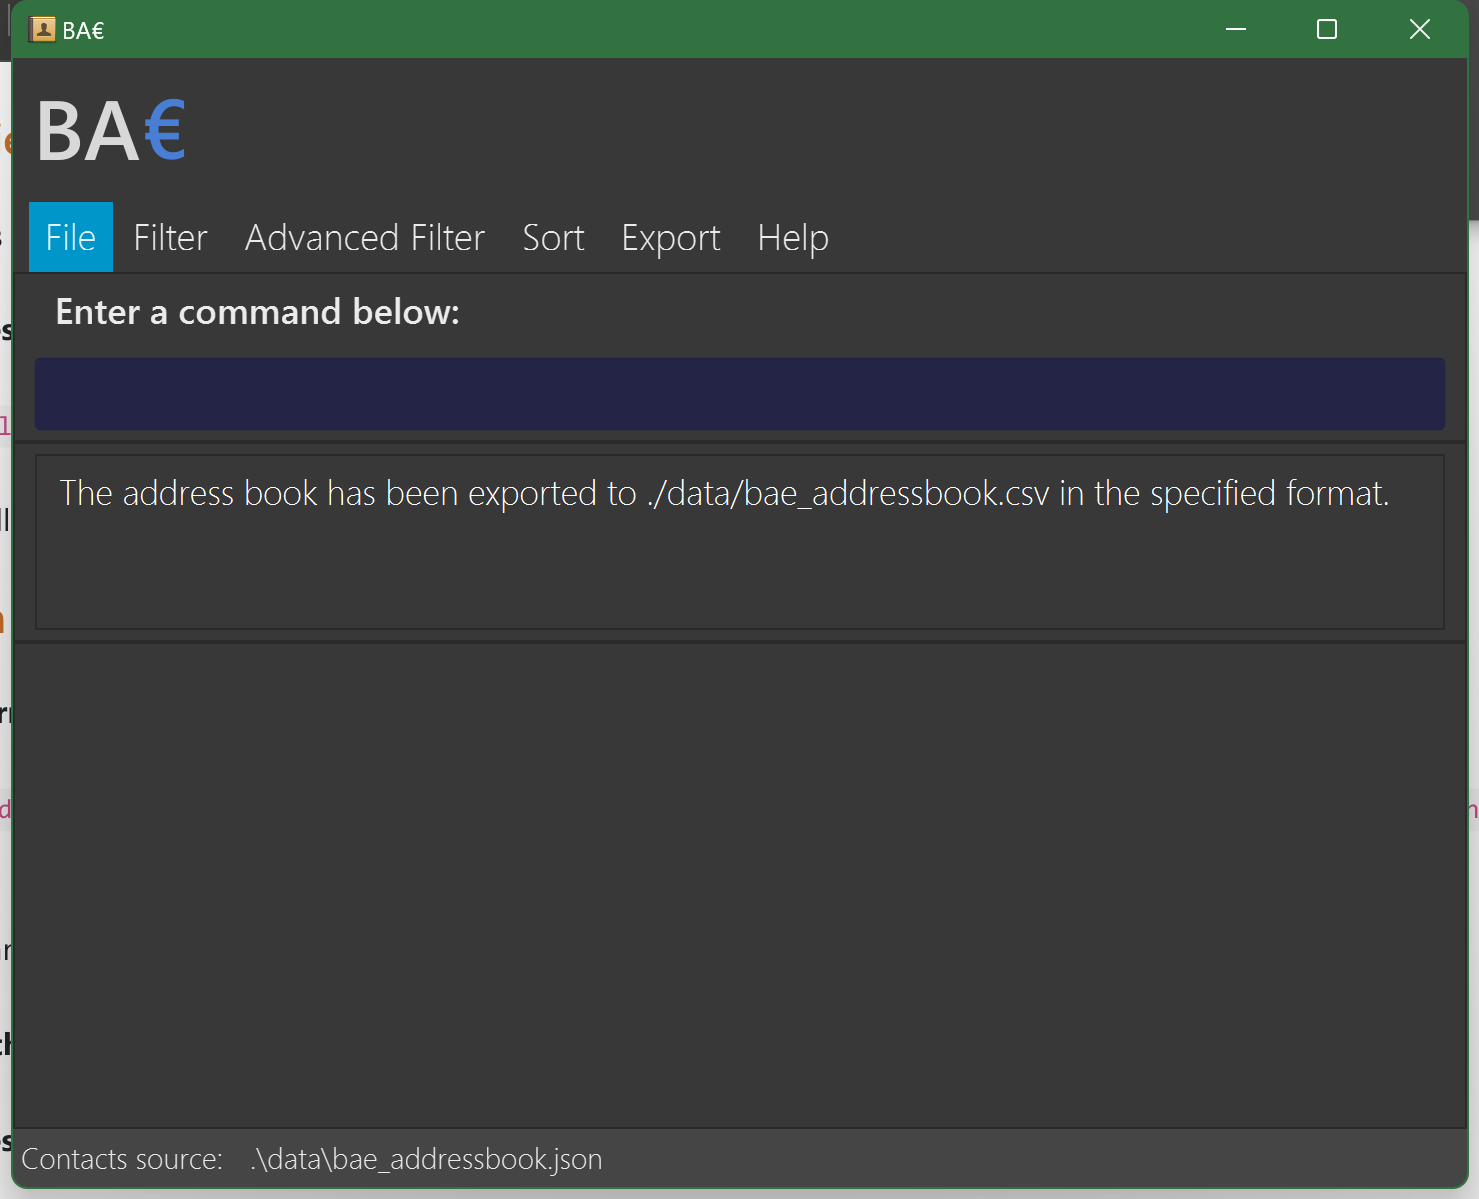 BA€
BA€
File Filter Advanced Filter Sort Export Help
Enter a command below:
The address book has been exported to ./data/bae_addressbook.csv in the specified format.
Contacts source: .\data\bae_addressbook.json